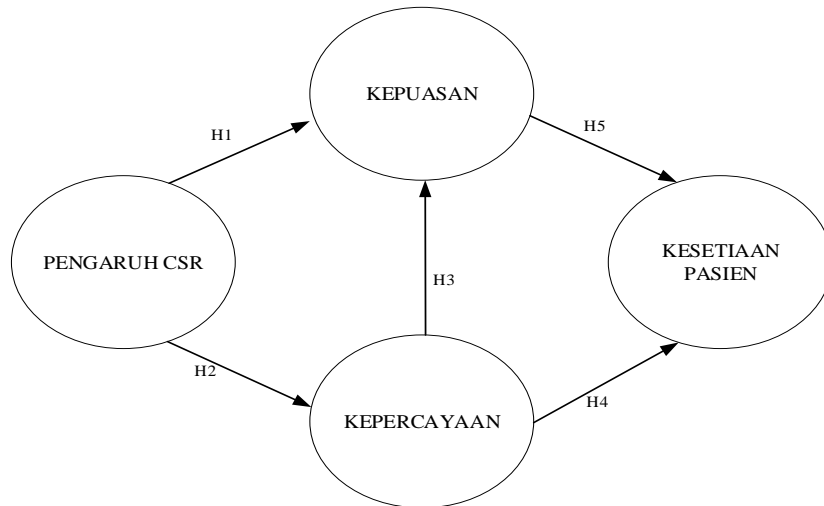 KEPUASAN
H1
H5
PENGARUH CSR
KESETIAAN
PASIEN
H3
H2
KEPERCAYAAN
H4